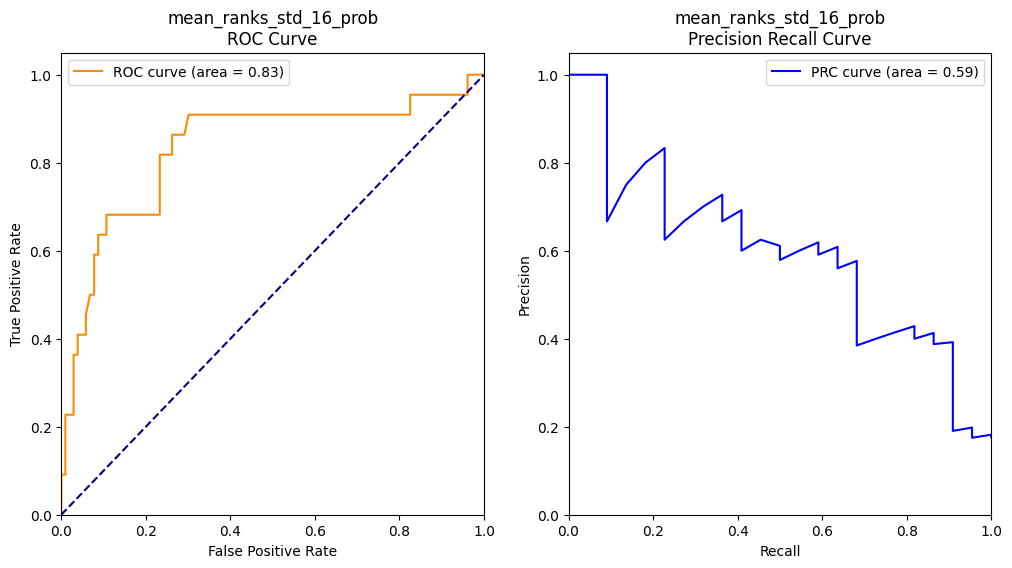 mean_ranks_std_16_prob
ROC Curve
ROC curve (area = 0.83)
True Positive Rate
1.0
0.8
0.6
0.4
0.2
0.0
0.0 0.2 0.4 0.6 0.8 1.0
False Positive Rate
mean_ranks_std_16_prob
Precision Recall Curve
PRC curve (area = 0.59)
Precision
1.0
0.8
0.6
0.4
0.2
0.0
0.0 0.2 0.4 0.6 0.8 1.0
Recall